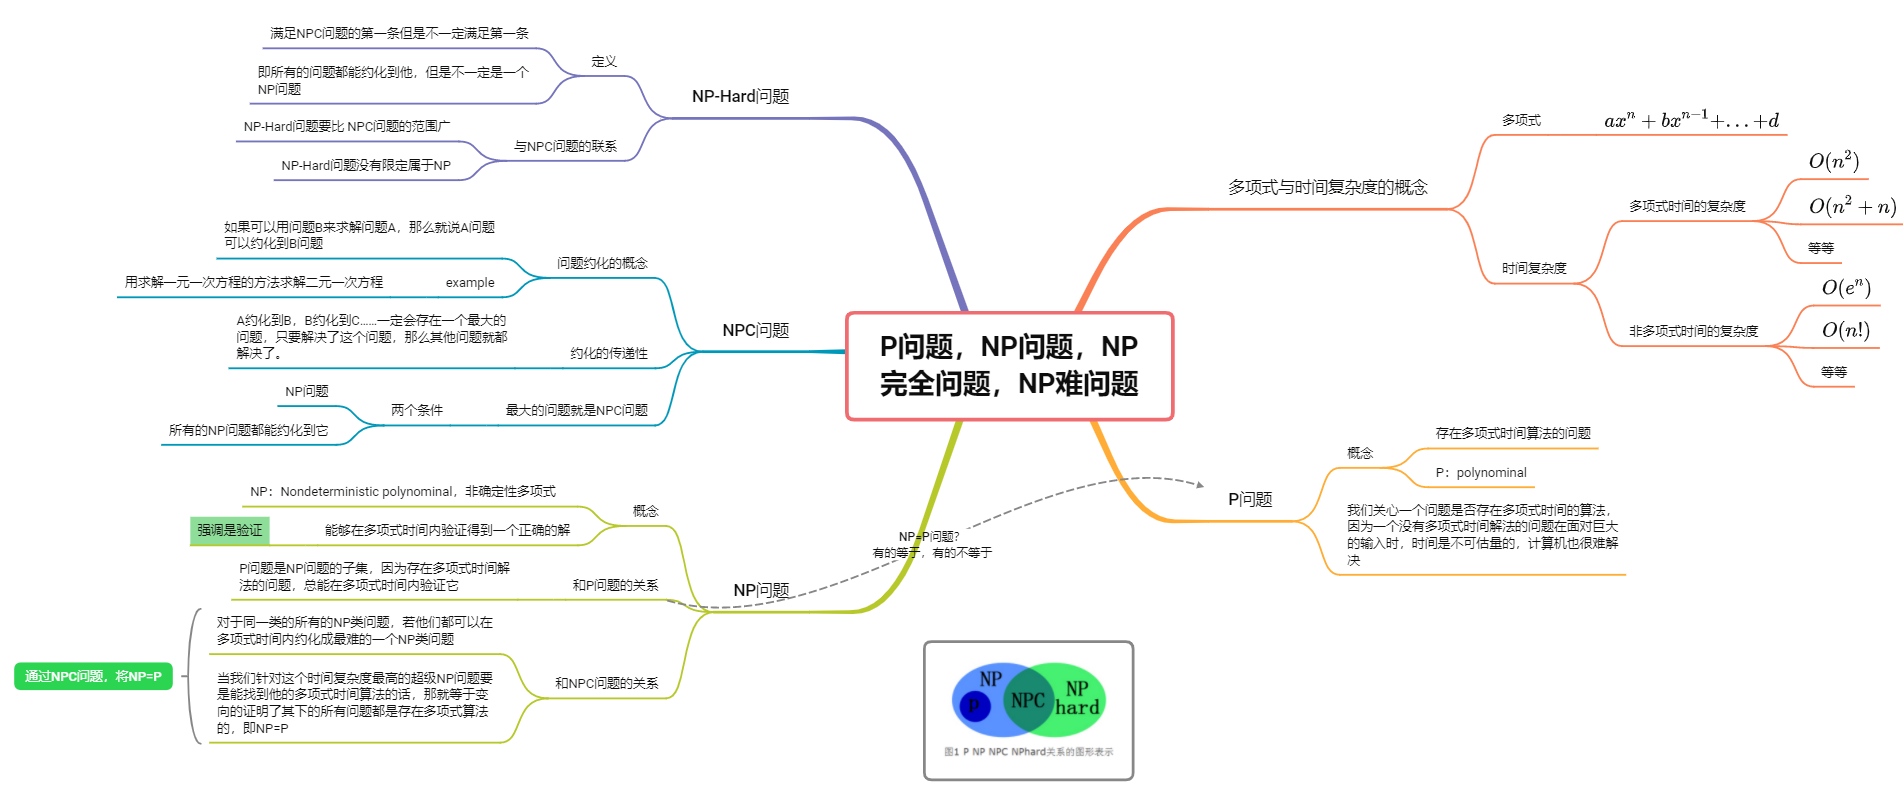 P问题，NP问题，NP
完全问题，NP难问题
NP-Hard问题
定义
满足NPC问题的第一条但是不一定满足第一条
即所有的问题都能约化到他，但是不一定是一个
NP问题
与NPC问题的联系
NP-Hard问题要比 NPC问题的范围广
NP-Hard问题没有限定属于NP
NPC问题
问题约化的概念
如果可以用问题B来求解问题A，那么就说A问题
可以约化到B问题
example
用求解一元一次方程的方法求解二元一次方程
约化的传递性
A约化到B，B约化到C……一定会存在一个最大的
问题，只要解决了这个问题，那么其他问题就都
解决了。
最大的问题就是NPC问题
两个条件
NP问题
所有的NP问题都能约化到它
NP问题
概念
NP：Nondeterministic polynominal，非确定性多项式
能够在多项式时间内验证得到一个正确的解
强调是验证
和P问题的关系
P问题是NP问题的子集，因为存在多项式时间解
法的问题，总能在多项式时间内验证它
和NPC问题的关系
对于同一类的所有的NP类问题，若他们都可以在
多项式时间内约化成最难的一个NP类问题
当我们针对这个时间复杂度最高的超级NP问题要
是能找到他的多项式时间算法的话，那就等于变
向的证明了其下的所有问题都是存在多项式算法
的，即NP=P
通过NPC问题，将NP=P
NP=P问题？
有的等于，有的不等于
多项式与时间复杂度的概念
多项式
axⁿ + bxⁿ⁻¹+...+d
时间复杂度
多项式时间的复杂度
O(n²)
O(n² + n)
等等
非多项式时间的复杂度
O(eⁿ)
O(n!)
等等
P问题
概念
存在多项式时间算法的问题
P：polynominal
我们关心一个问题是否存在多项式时间的算法，
因为一个没有多项式时间解法的问题在面对巨大
的输入时，时间是不可估量的，计算机也很难解
决
NP
P
NPC
NP
hard
图1 P NP NPC NPhard关系的图形表示